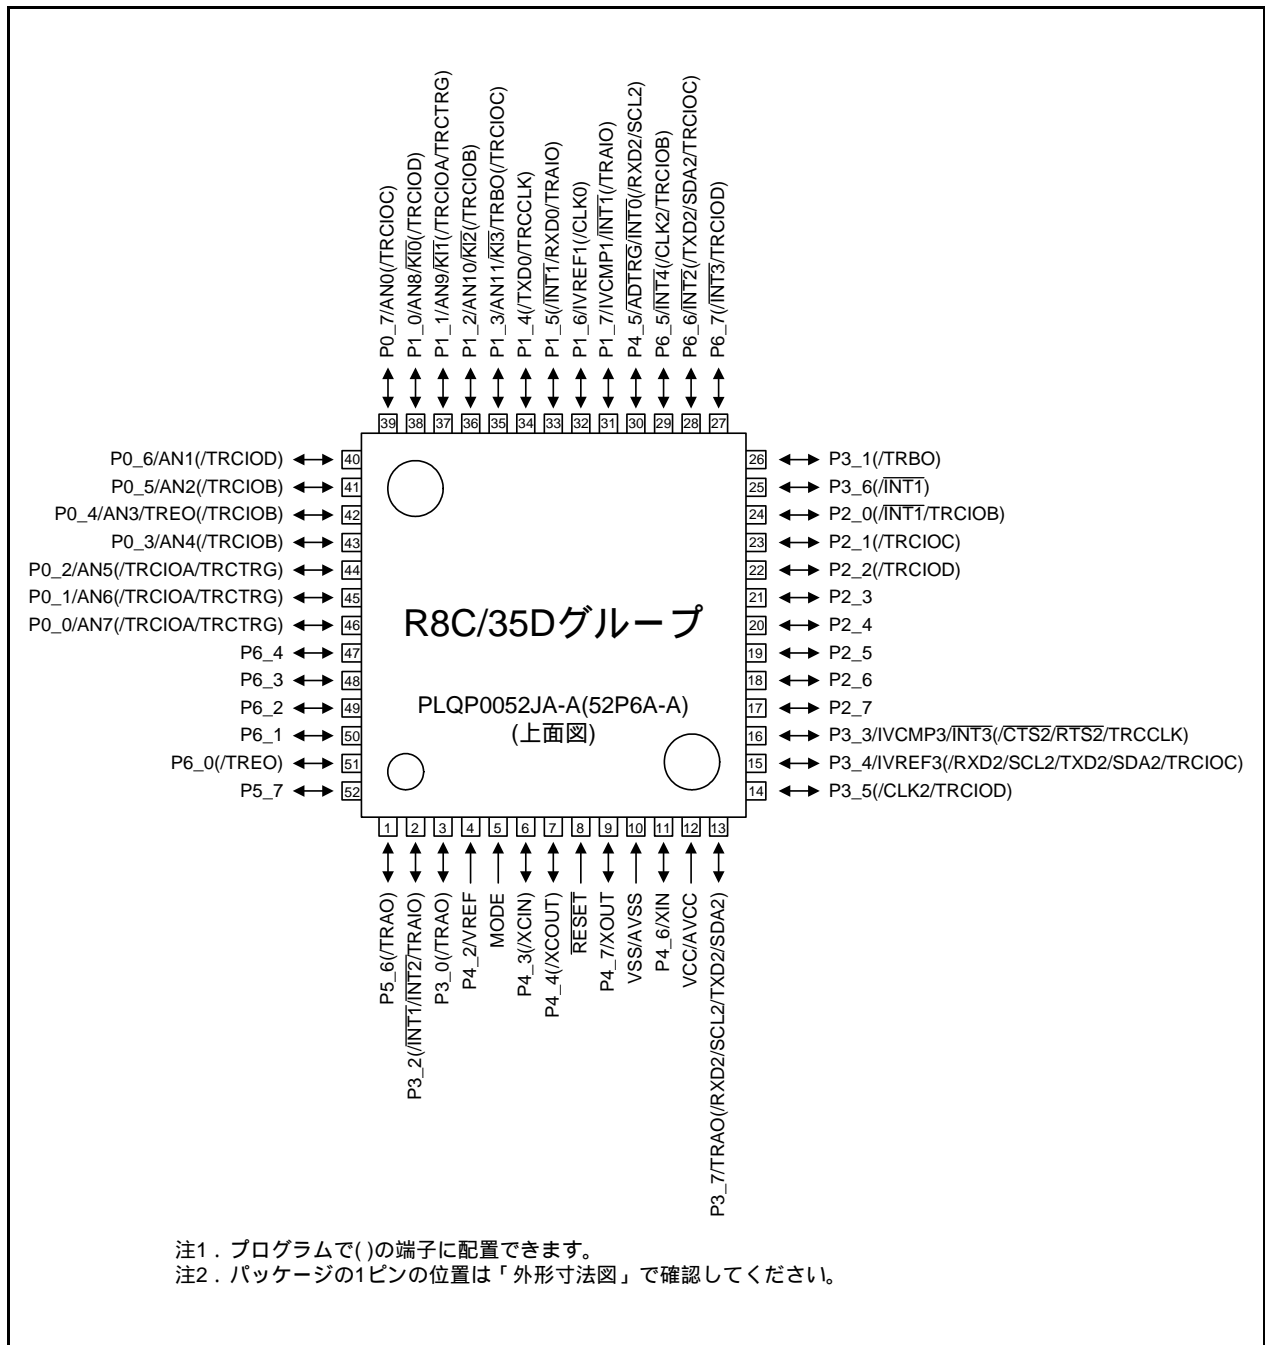 P0_7/AN0(/TRCIOC)
P1_0/AN8/KI0(/TRCIOD)
P1_1/AN9/KI1(/TRCIOA/TRCTRG)
P1_2/AN10/KI2(/TRCIOB)
P1_3/AN11/KI3/TRBO(/TRCIOC)
P1_4(/TXD0/TRCCLK)
P1_5(/INT1/RXD0/TRAIO)
P1_6/IVREF1(/CLK0)
P1_7/IVCMP1/INT1(/TRAIO)
P4_5/ADTRG/INT0(/RXD2/SCL2)
P6_5/INT4(/CLK2/TRCIOB)
P6_6/INT2(/TXD2/SDA2/TRCIOC)
P6_7(/INT3/TRCIOD)
39 38 37 36 35 34 33 32 31 30 29 28 27
P0_6/AN1(/TRCIOD) 40
P0_5/AN2(/TRCIOB) 41
P0_4/AN3/TREO(/TRCIOB) 42
P0_3/AN4(/TRCIOB) 43
P0_2/AN5(/TRCIOA/TRCTRG) 44
P0_1/AN6(/TRCIOA/TRCTRG) 45
P0_0/AN7(/TRCIOA/TRCTRG) 46
P6_4 47
P6_3 48
P6_2 49
P6_1 50
P6_0(/TREO) 51
P5_7 52
R8C/35Dグループ
PLQP0052JA-A(52P6A-A)
(上面図)
26 P3_1(/TRBO)
25 P3_6(/INT1)
24 P2_0(/INT1/TRCIOB)
23 P2_1(/TRCIOC)
22 P2_2(/TRCIOD)
21 P2_3
20 P2_4
19 P2_5
18 P2_6
17 P2_7
16 P3_3/IVCMP3/INT3(/CTS2/RTS2/TRCCLK)
15 P3_4/IVREF3(/RXD2/SCL2/TXD2/SDA2/TRCIOC)
14 P3_5(/CLK2/TRCIOD)
1 2 3 4 5 6 7 8 9 10 11 12 13
P5_6(/TRAO)
P3_2(/INT1/INT2/TRAIO)
P3_0(/TRAO)
P4_2/VREF
MODE
P4_3(/XCIN)
P4_4(/XCOUT)
RESET
P4_7/XOUT
VSS/AVSS
P4_6/XIN
VCC/AVCC
P3_7/TRAO(/RXD2/SCL2/TXD2/SDA2)
注1．プログラムで( )の端子に配置できます。
注2．パッケージの1ピンの位置は「外形寸法図」で確認してください。